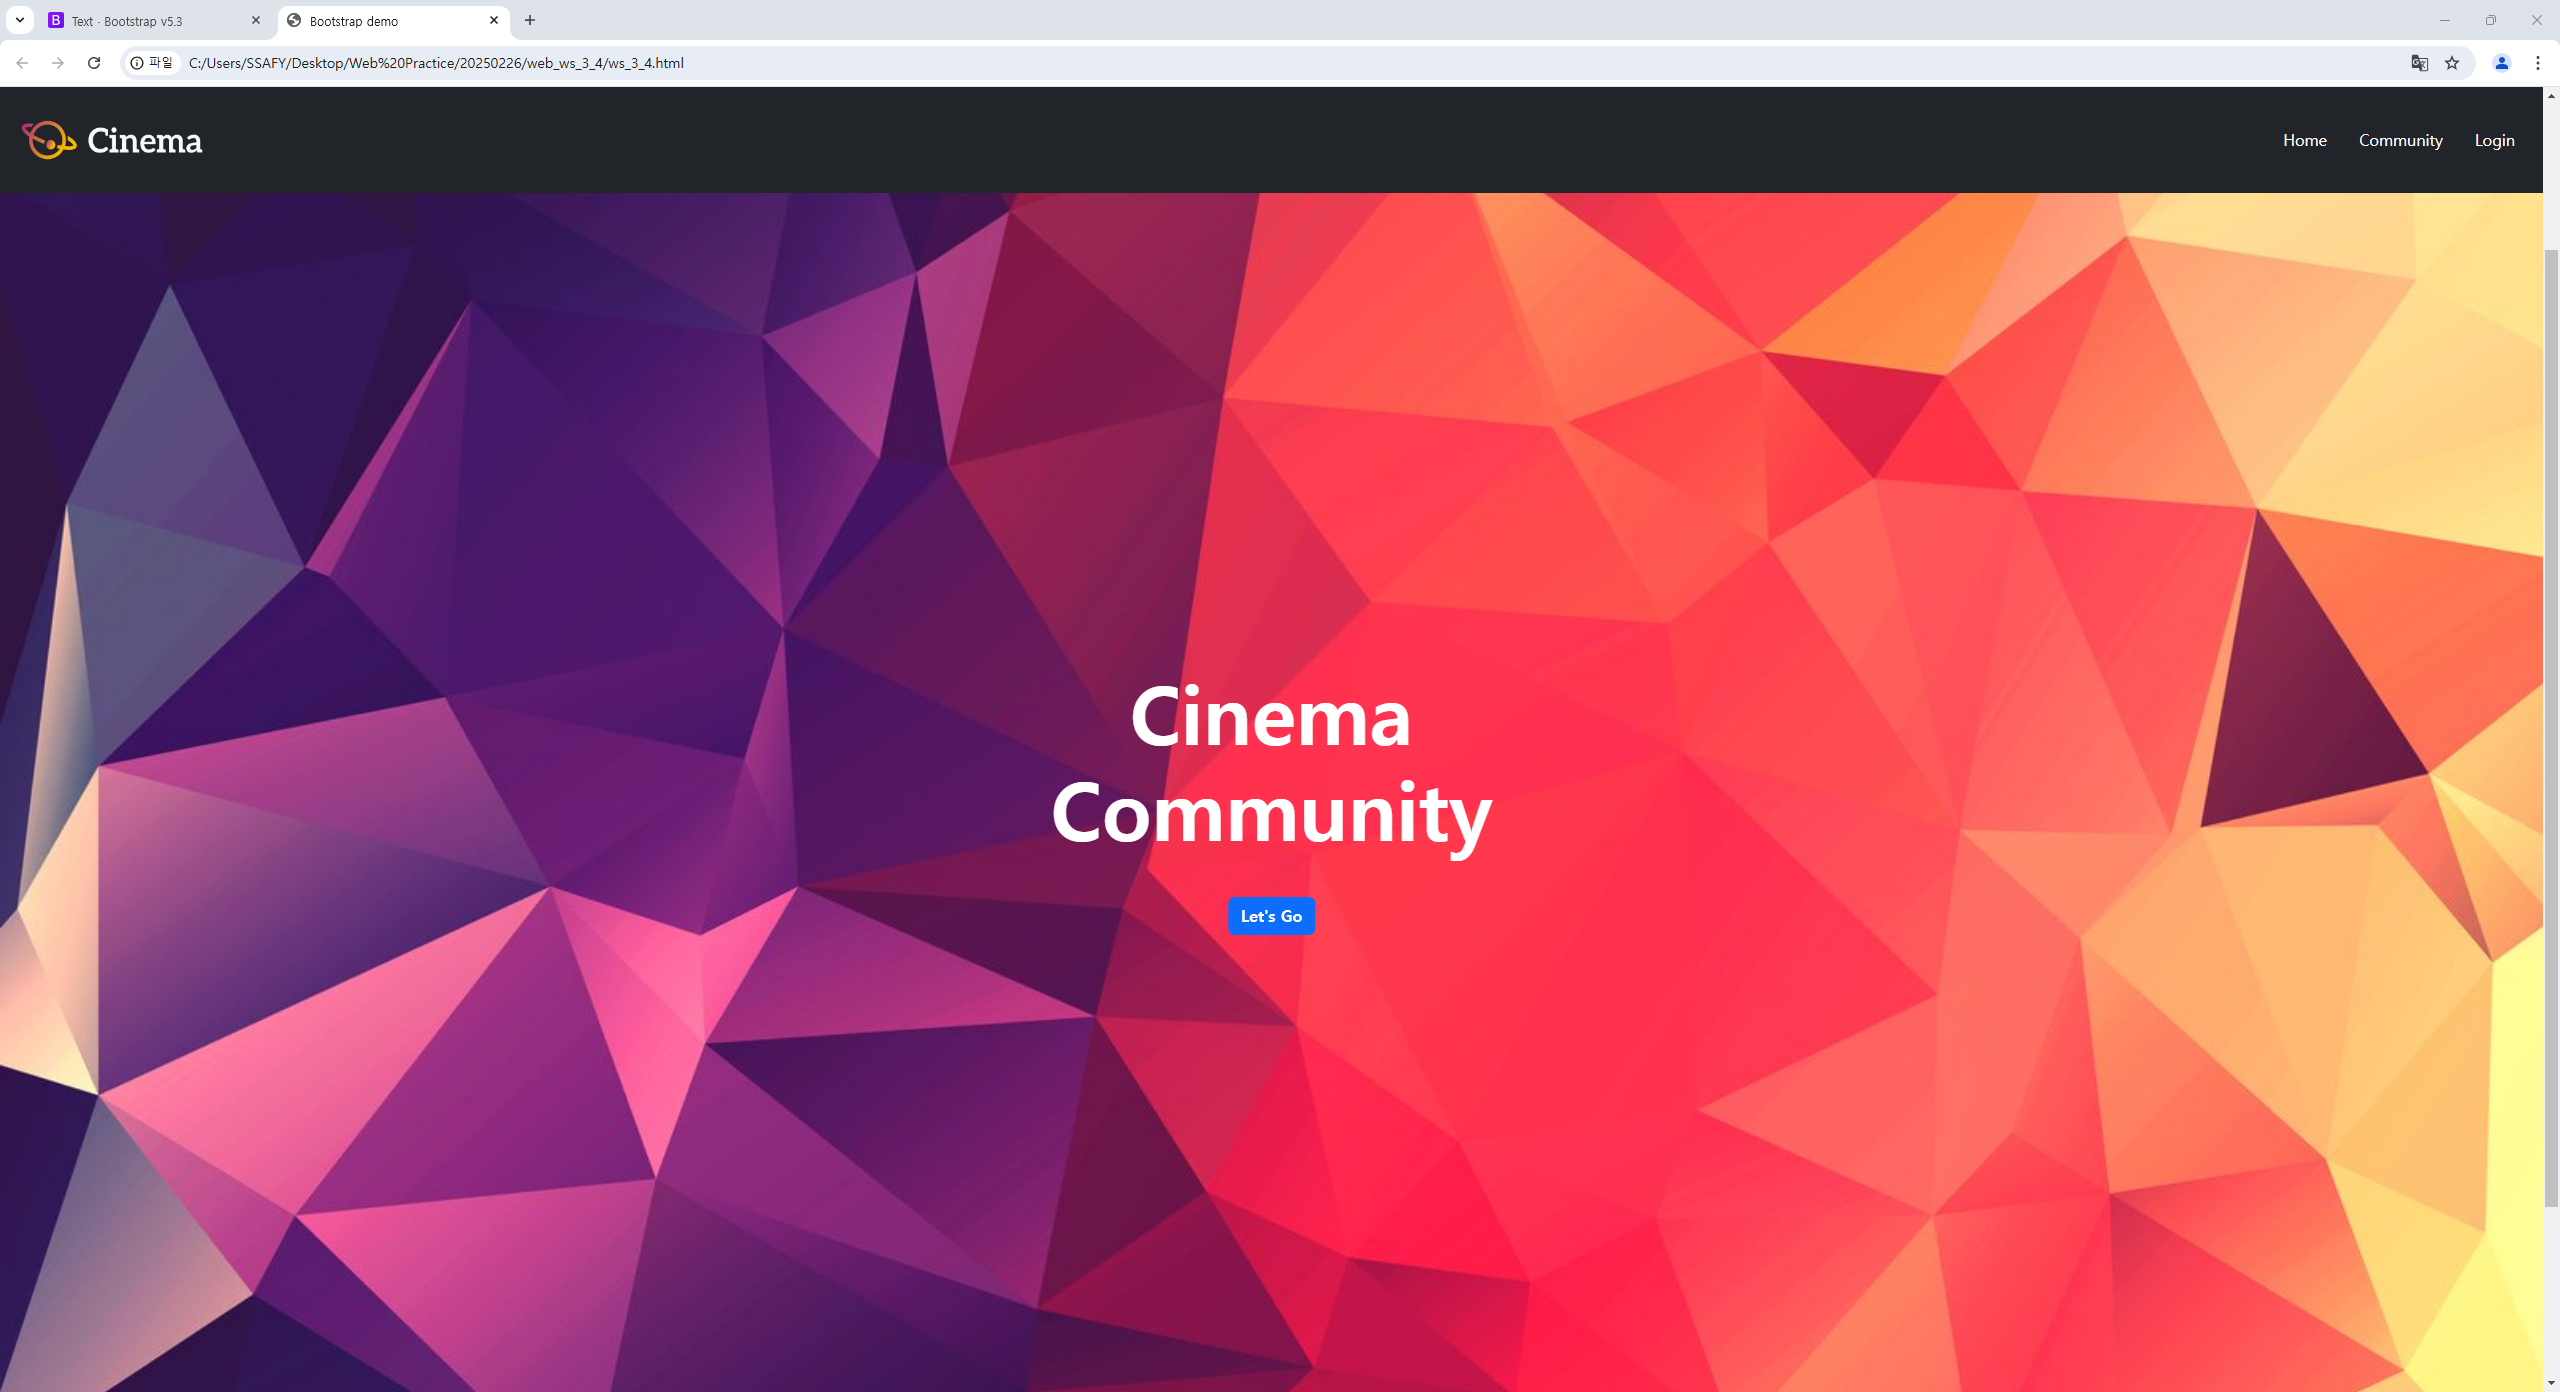 Text · Bootstrap v5.3
Bootstrap demo
파일
C:/Users/SSAFY/Desktop/Web%20Practice/20250226/web_ws_3_4/ws_3_4.html
Cinema
Home
Community
Login
Cinema
Community
Let's Go